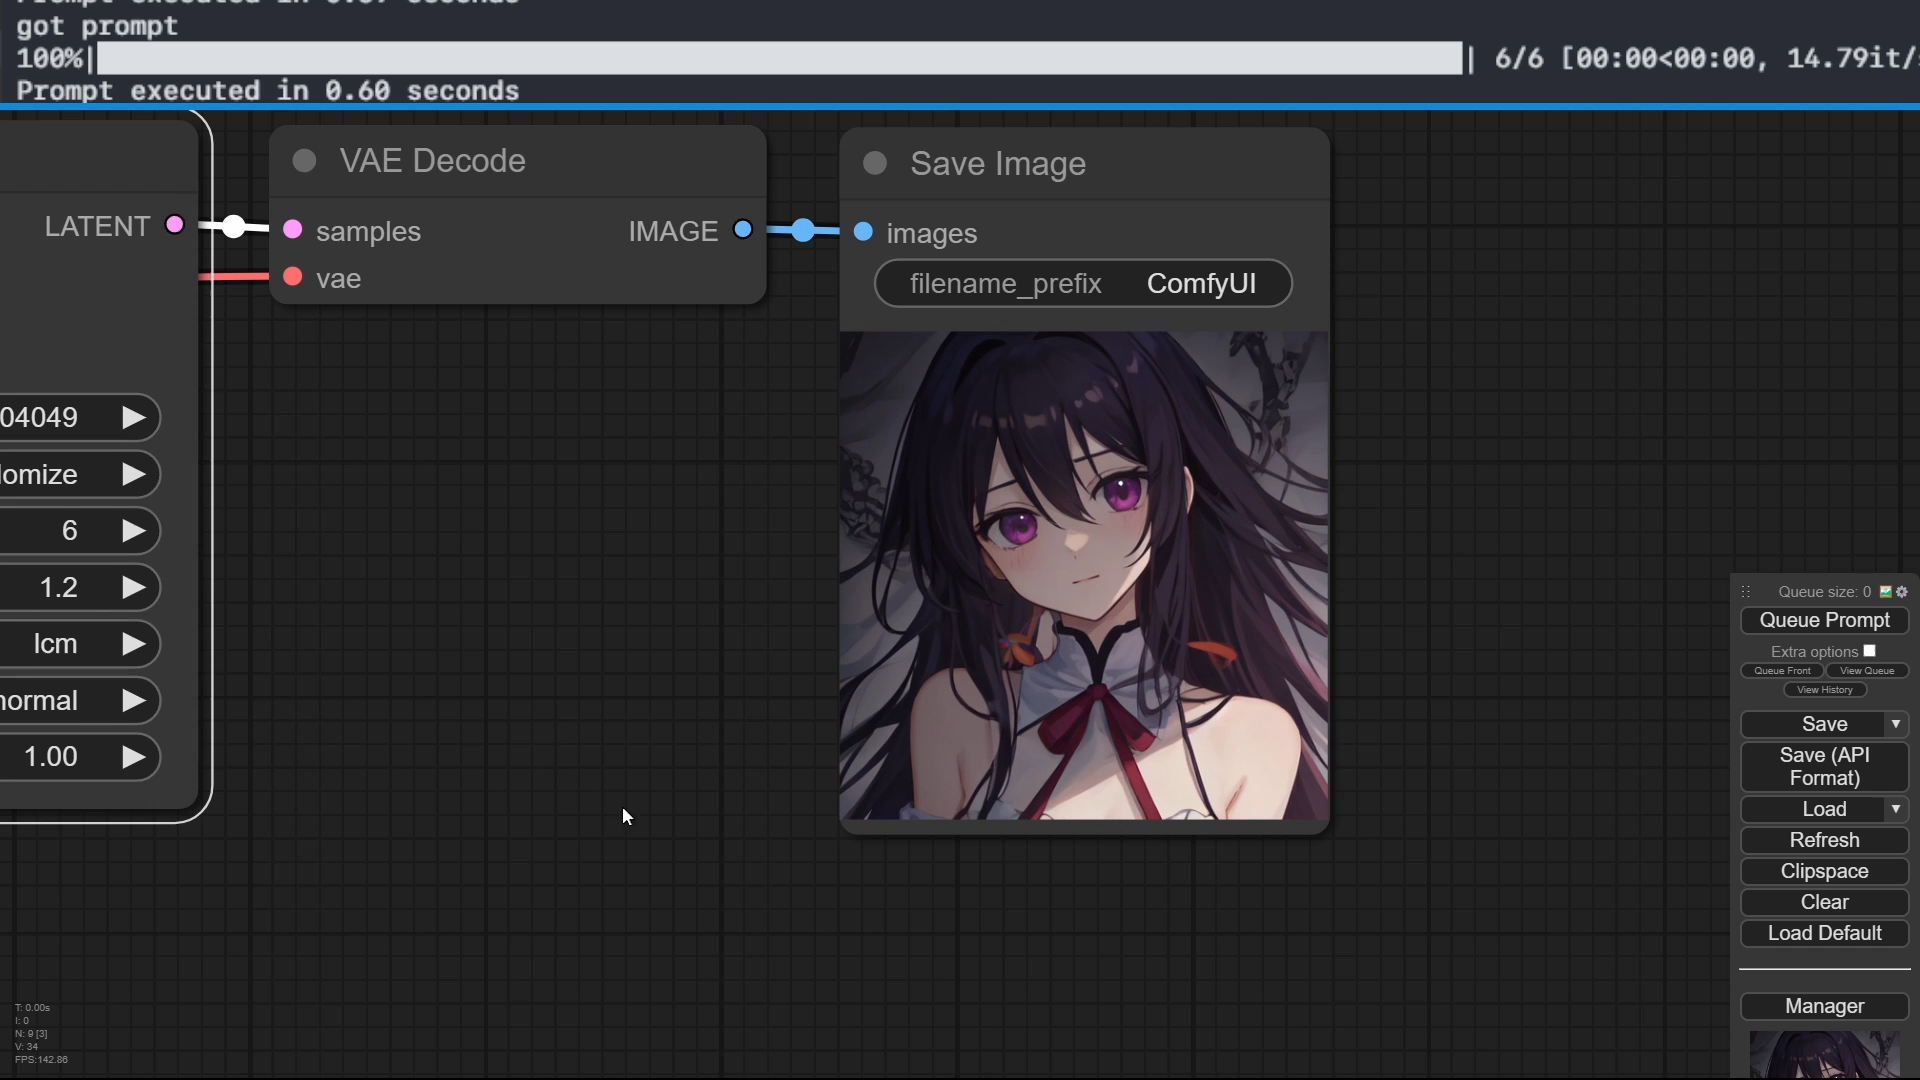 got prompt
100%| | 6/6 [00:00<00:00, 14.79it/
Prompt executed in 0.60 seconds
VAE Decode
Save Image
LATENT
samples
IMAGE
images
vae
filename_prefix ComfyUI
04049
omize
6
1.2
lcm
normal
1.00
Queue size: 0
Queue Prompt
Extra options
Queue Front
View Queue
View History
Save
Save (API
Format)
Load
Refresh
Clipspace
Clear
Load Default
Manager
T: 0.00s
I: 0
N: 9 [3]
V: 34
FPS:142.86